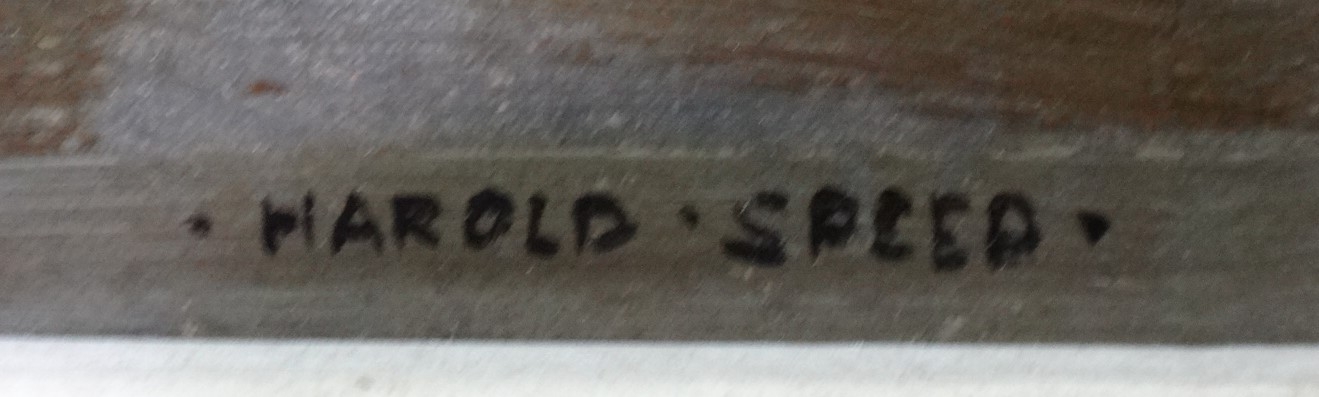 · HAROLD · SPEED ·